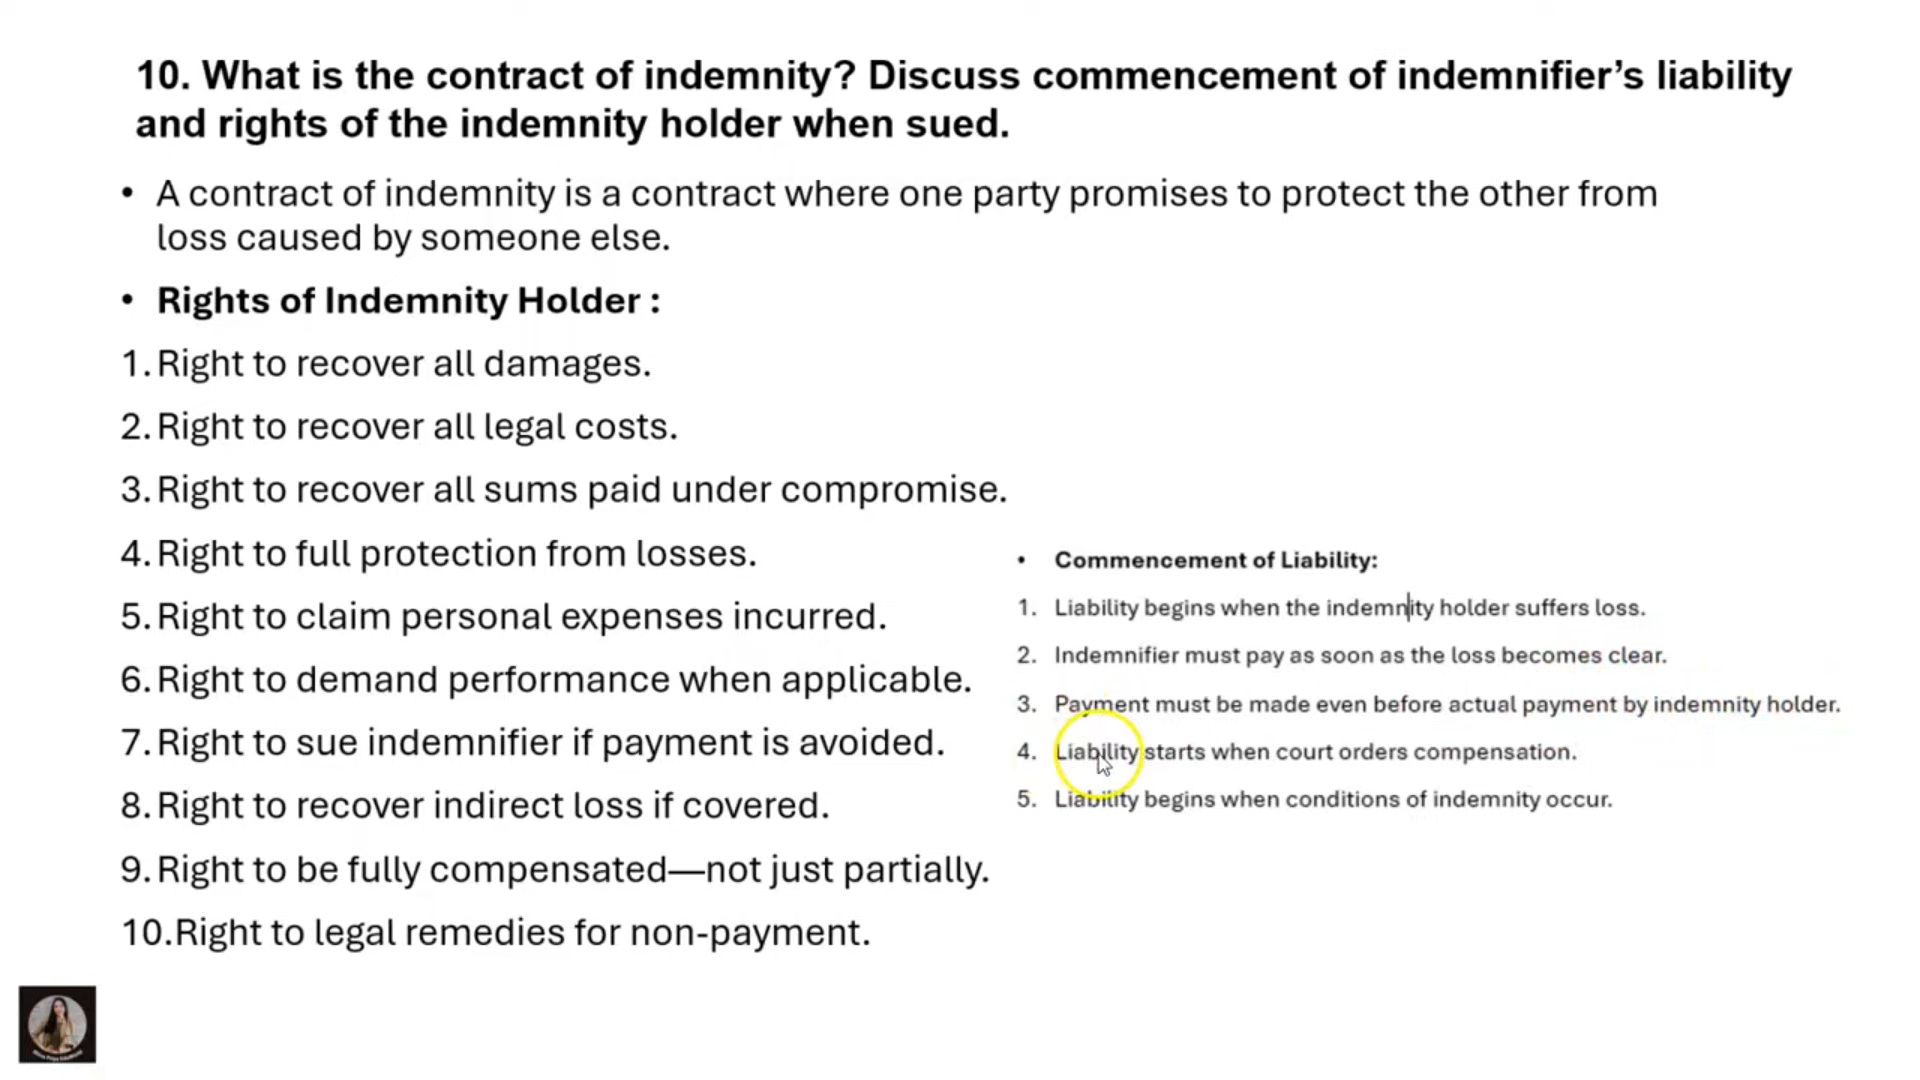 10. What is the contract of indemnity? Discuss commencement of indemnifier’s liability
and rights of the indemnity holder when sued.
• A contract of indemnity is a contract where one party promises to protect the other from
loss caused by someone else.
• Rights of Indemnity Holder :
1. Right to recover all damages.
2. Right to recover all legal costs.
3. Right to recover all sums paid under compromise.
4. Right to full protection from losses.
5. Right to claim personal expenses incurred.
6. Right to demand performance when applicable.
7. Right to sue indemnifier if payment is avoided.
8. Right to recover indirect loss if covered.
9. Right to be fully compensated—not just partially.
10. Right to legal remedies for non-payment.
• Commencement of Liability:
1. Liability begins when the indemnity holder suffers loss.
2. Indemnifier must pay as soon as the loss becomes clear.
3. Payment must be made even before actual payment by indemnity holder.
4. Liability starts when court orders compensation.
5. Liability begins when conditions of indemnity occur.